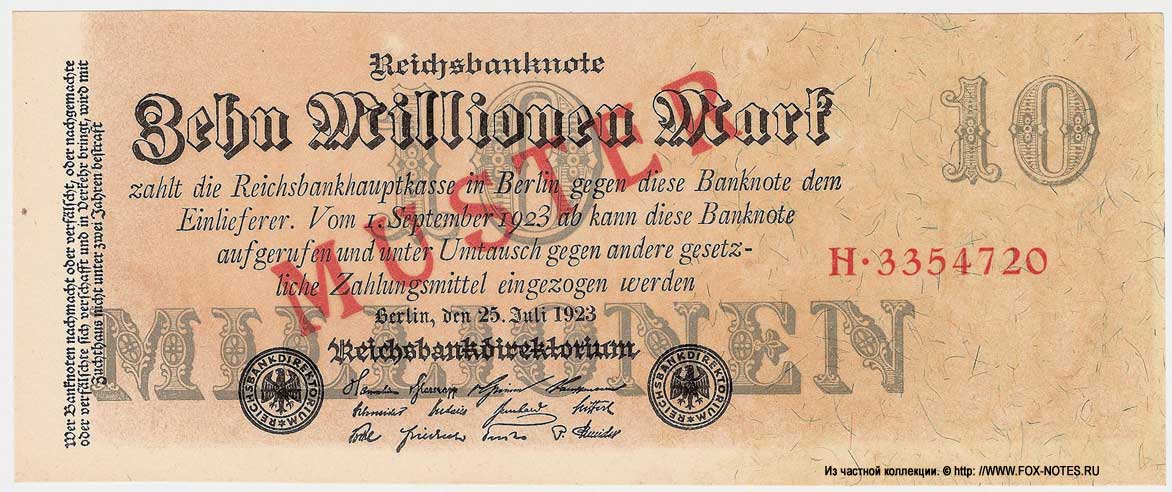 Reichsbanknote
Zehn Millionen Mark
10
10
zahlt die Reichsbankhauptkasse in Berlin gegen diese Banknote dem
Einlieferer. Vom 1. September 1923 ab kann diese Banknote
aufgerufen und unter Umtausch gegen andere gesetz-
liche Zahlungsmittel eingezogen werden
MUSTER
H·3354720
MILLIONEN
Berlin, den 25. Juli 1923
Reichsbankdirektorium
REICHSBANKDIREKTORIUM
REICHSBANKDIREKTORIUM
Wer Banknoten nachmacht oder verfälscht, oder nachgemachte
oder verfälschte sich verschafft und in Verkehr bringt, wird mit
Zuchthaus nicht unter zwei Jahren bestraft
Из частной коллекции. © http: //WWW.FOX-NOTES.RU